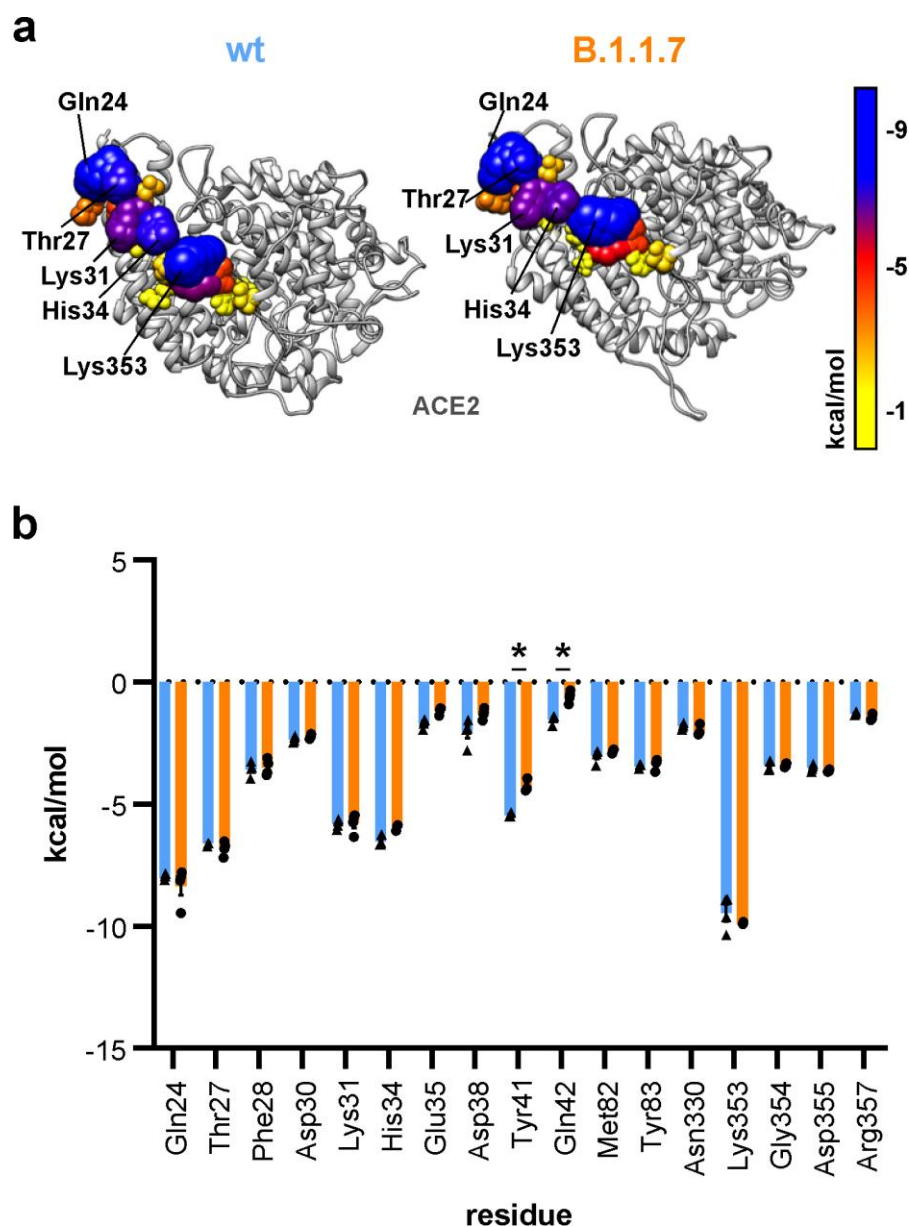 a
wt
B.1.1.7
Gln24
Thr27
Lys31
His34
Lys353
Gln24
Thr27
Lys31
His34
Lys353
ACE2
-9
-5
-1
kcal/mol
b
5
0
-5
-10
-15
kcal/mol
* *
Gln24
Thr27
Phe28
Asp30
Lys31
His34
Glu35
Asp38
Tyr41
Gln42
Met82
Tyr83
Asn330
Lys353
Gly354
Asp355
Arg357
residue